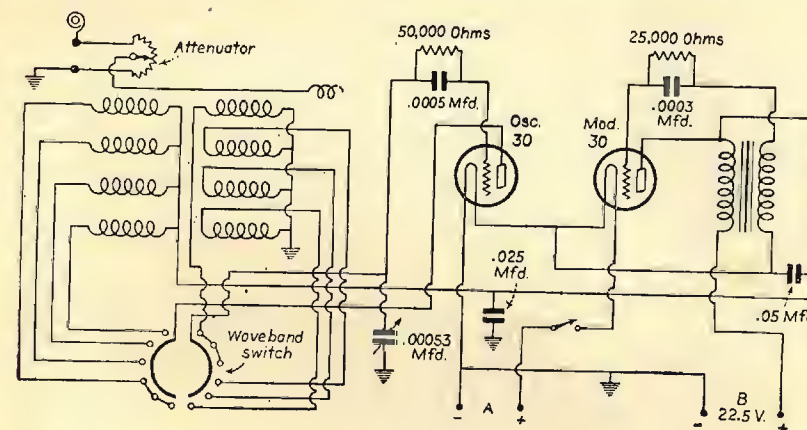 50,000 Ohms
25,000 Ohms
Attenuator
.0005 Mfd.
.0003
Mfd.
Osc.
30
Mod.
30
.025
Mfd.
.05 Mf
Waveband
switch
.00053
Mfd.
- A +
B
22.5 V.
- +